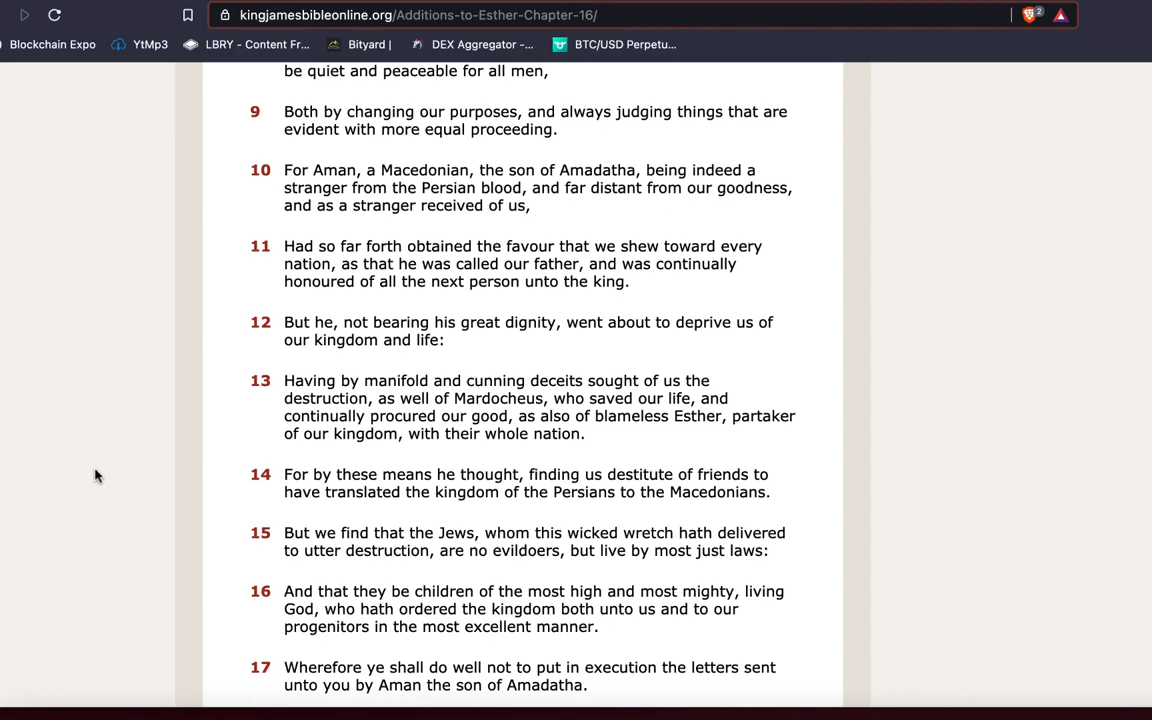 kingjamesbibleonline.org/Additions-to-Esther-Chapter-16/
2
Blockchain Expo YtMp3 LBRY - Content Fr... Bityard | DEX Aggregator -... BTC/USD Perpetu...
be quiet and peaceable for all men,
9 Both by changing our purposes, and always judging things that are
evident with more equal proceeding.
10 For Aman, a Macedonian, the son of Amadatha, being indeed a
stranger from the Persian blood, and far distant from our goodness,
and as a stranger received of us,
11 Had so far forth obtained the favour that we shew toward every
nation, as that he was called our father, and was continually
honoured of all the next person unto the king.
12 But he, not bearing his great dignity, went about to deprive us of
our kingdom and life:
13 Having by manifold and cunning deceits sought of us the
destruction, as well of Mardocheus, who saved our life, and
continually procured our good, as also of blameless Esther, partaker
of our kingdom, with their whole nation.
14 For by these means he thought, finding us destitute of friends to
have translated the kingdom of the Persians to the Macedonians.
15 But we find that the Jews, whom this wicked wretch hath delivered
to utter destruction, are no evildoers, but live by most just laws:
16 And that they be children of the most high and most mighty, living
God, who hath ordered the kingdom both unto us and to our
progenitors in the most excellent manner.
17 Wherefore ye shall do well not to put in execution the letters sent
unto you by Aman the son of Amadatha.